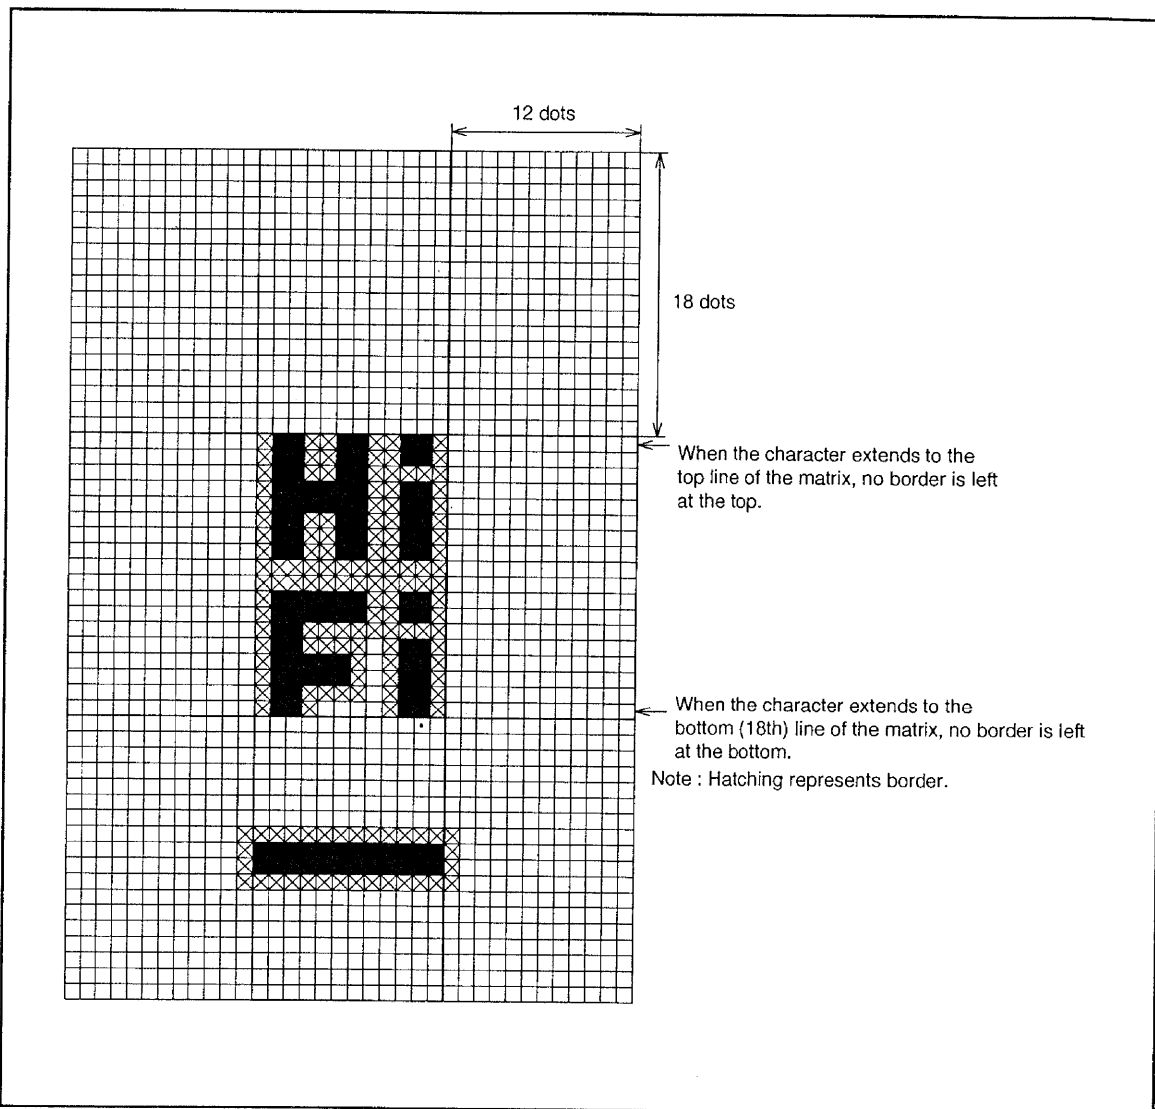 12 dots
18 dots
When the character extends to the
top line of the matrix, no border is left
at the top.
Hi
Fi
When the character extends to the
bottom (18th) line of the matrix, no border is left
at the bottom.
Note : Hatching represents border.